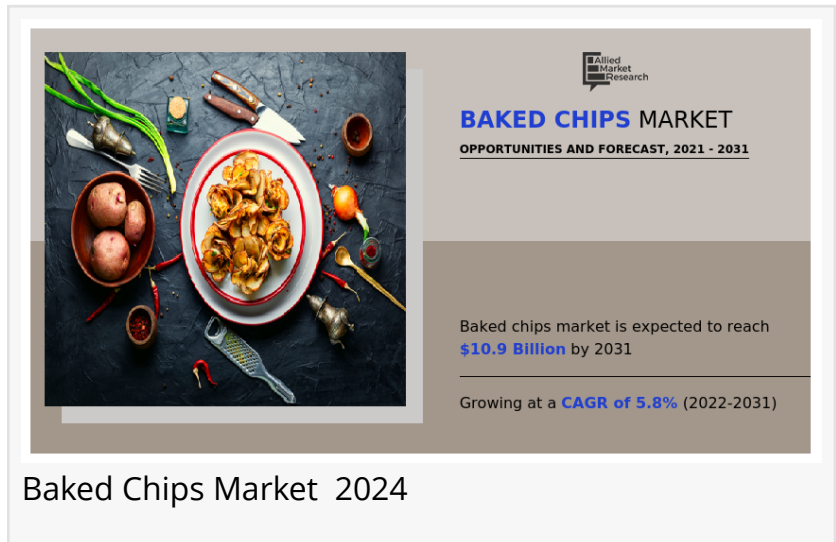 Allied
Market
Research
BAKED CHIPS MARKET
OPPORTUNITIES AND FORECAST, 2021 - 2031
Baked chips market is expected to reach
$10.9 Billion by 2031
Growing at a CAGR of 5.8% (2022-2031)
Baked Chips Market  2024